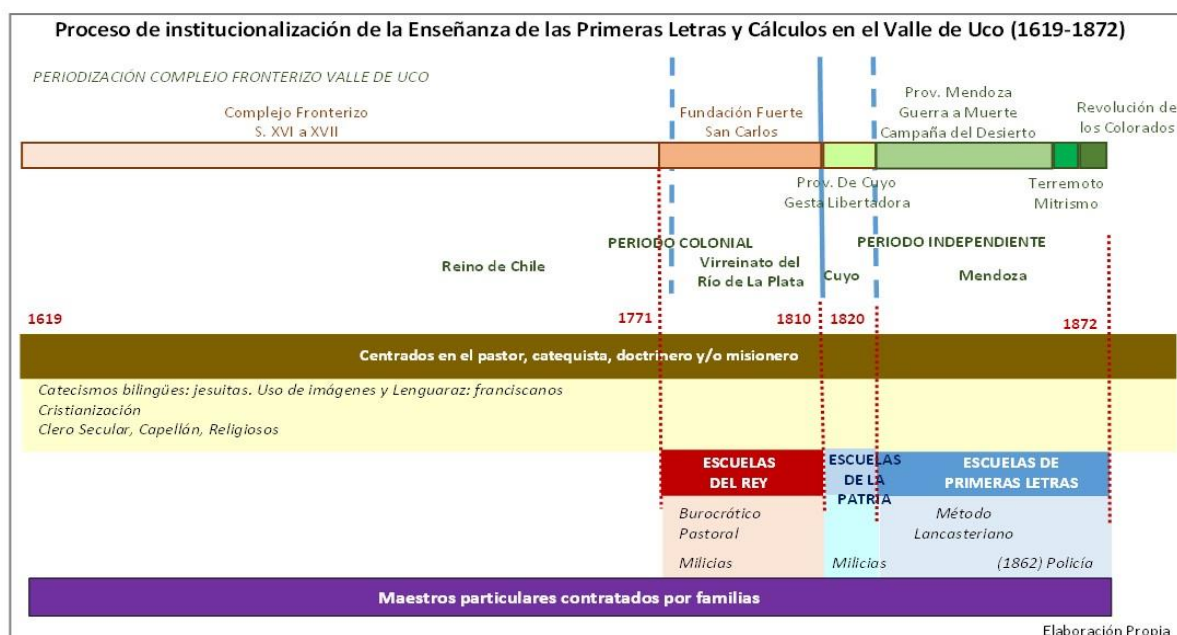 Proceso de institucionalización de la Enseñanza de las Primeras Letras y Cálculos en el Valle de Uco (1619-1872)
PERIODIZACIÓN COMPLEJO FRONTERIZO VALLE DE UCO
Complejo Fronterizo
S. XVI a XVII
Fundación Fuerte
San Carlos
Prov. Mendoza
Guerra a Muerte
Campaña del Desierto
Revolución de
los Colorados
Prov. De Cuyo
Gesta Libertadora
Terremoto
Mitrismo
PERIODO COLONIAL
PERIODO INDEPENDIENTE
Reino de Chile
Virreinato del
Río de La Plata
Cuyo
Mendoza
1619
1771
1810
1820
1872
Centrados en el pastor, catequista, doctrinero y/o misionero
Catecismos bilingües: jesuitas. Uso de imágenes y Lenguaraz: franciscanos
Cristianización
Clero Secular, Capellán, Religiosos
ESCUELAS
DEL REY
ESCUELAS
DE LA
PATRIA
ESCUELAS DE
PRIMERAS LETRAS
Burocrático
Pastoral
Milicias
Milicias
Método
Lancasteriano
(1862) Policía
Maestros particulares contratados por familias
Elaboración Propia